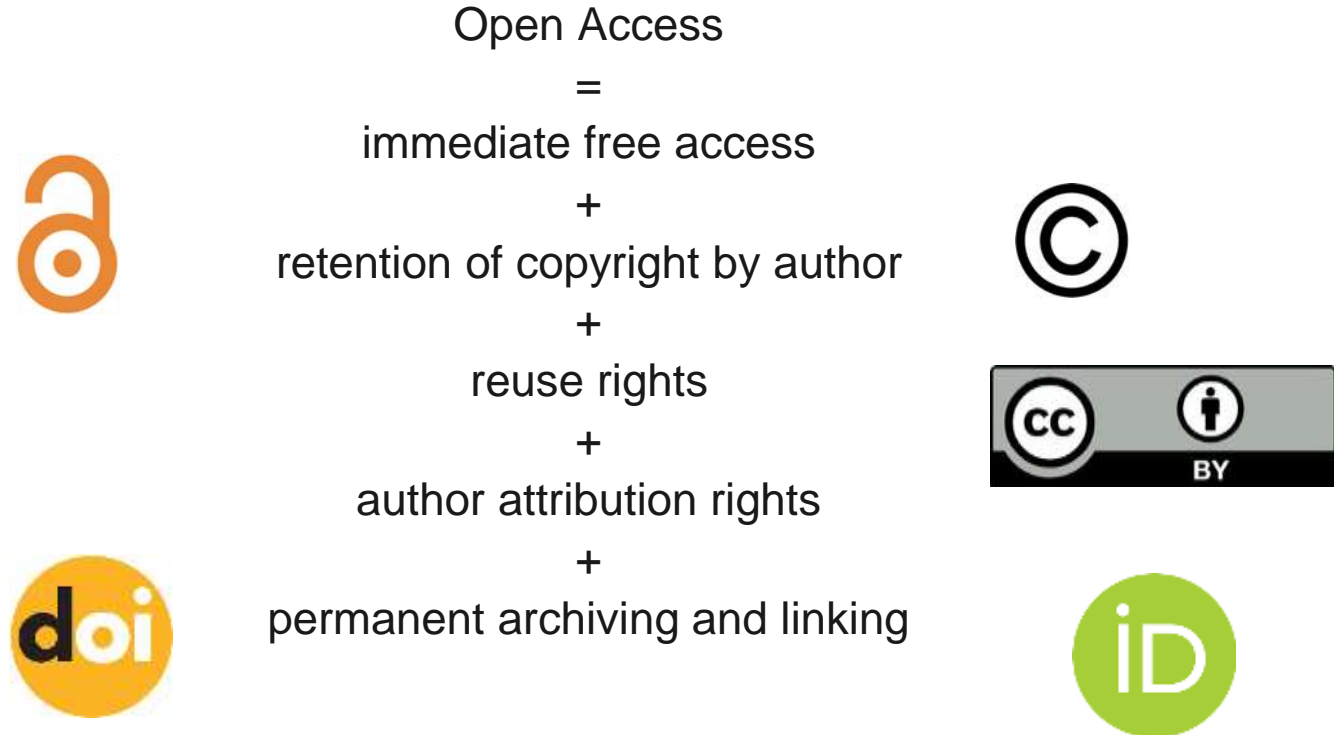 Open Access
=
immediate free access
+
retention of copyright by author
©
+
reuse rights
cc
BY
+
author attribution rights
+
doi
permanent archiving and linking
iD